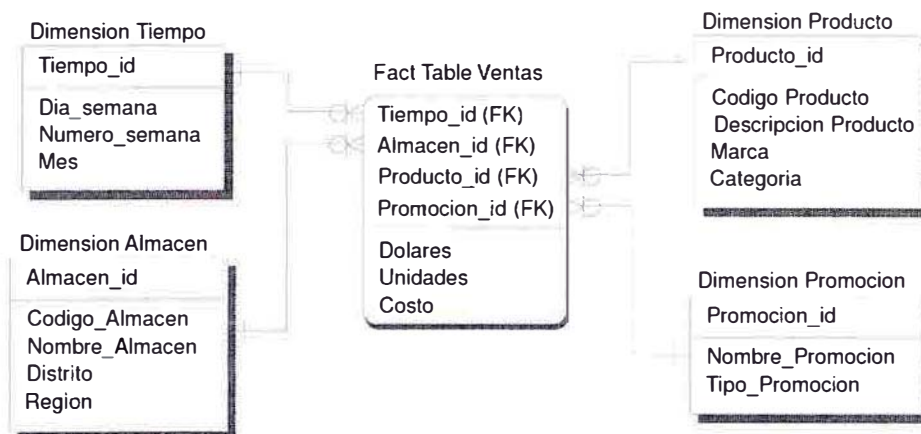 Dimension Tiempo
Tiempo_id
Dia_semana
Numero_semana
Mes
Dimension Almacen
Almacen_id
Codigo_Almacen
Nombre_Almacen
Distrito
Region
Fact Table Ventas
Tiempo_id (FK)
Almacen_id (FK)
Producto_id (FK)
Promocion_id (FK)
Dolares
Unidades
Costo
Dimension Producto
Producto_id
Codigo Producto
Descripcion Producto
Marca
Categoria
Dimension Promocion
Promocion_id
Nombre_Promocion
Tipo_Promocion